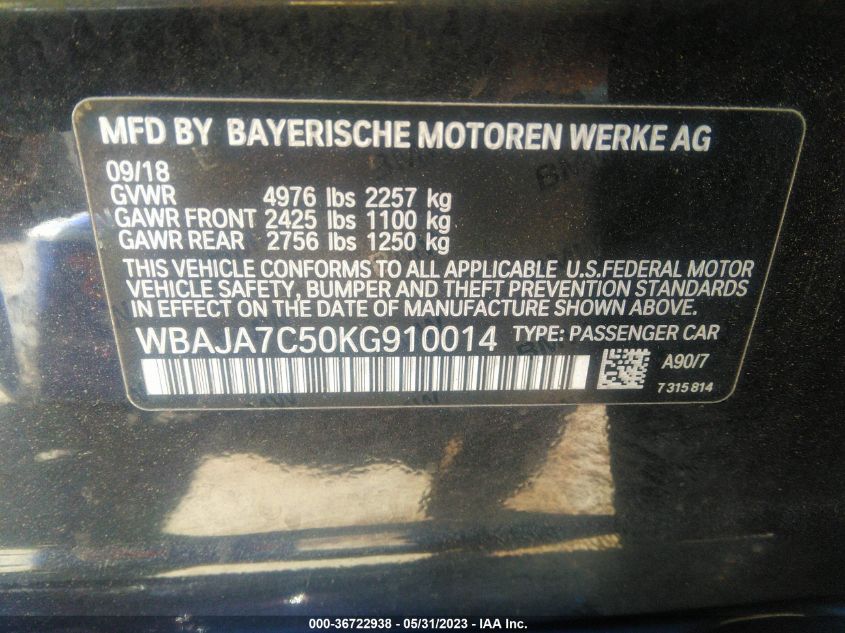 MFD BY BAYERISCHE MOTOREN WERKE AG
09/18
GVWR 4976 lbs 2257 kg
GAWR FRONT 2425 lbs 1100 kg
GAWR REAR 2756 lbs 1250 kg
THIS VEHICLE CONFORMS TO ALL APPLICABLE U.S.FEDERAL MOTOR
VEHICLE SAFETY, BUMPER AND THEFT PREVENTION STANDARDS
IN EFFECT ON THE DATE OF MANUFACTURE SHOWN ABOVE.
WBAJA7C50KG910014 TYPE: PASSENGER CAR
A90/7
7 315 814
000-36722938 - 05/31/2023 - IAA Inc.